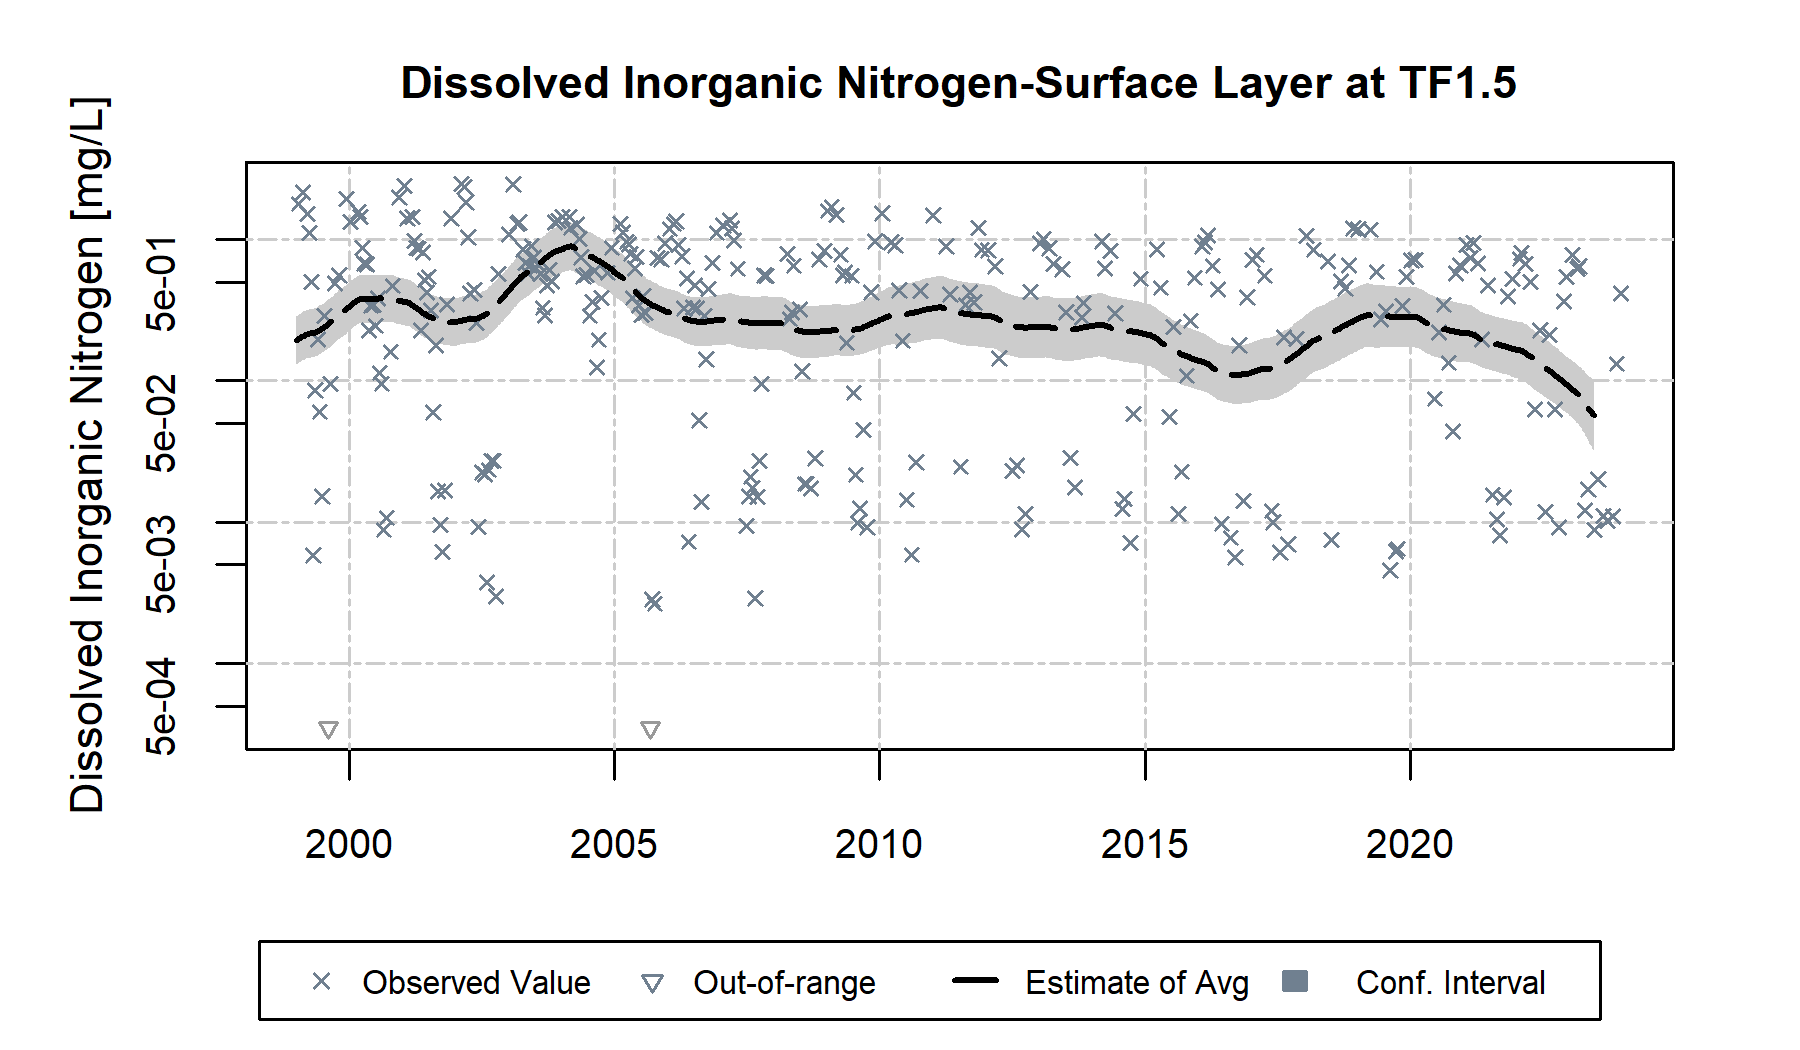 Dissolved Inorganic Nitrogen-Surface Layer at TF1.5
Dissolved Inorganic Nitrogen [mg/L]
5e-01
5e-02
5e-03
5e-04
2000
2005
2010
2015
2020
Observed Value
Out-of-range
Estimate of Avg
Conf. Interval